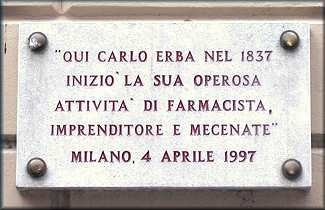 "QUI CARLO ERBA NEL 1837
INIZIO` LA SUA OPEROSA
ATTIVITA` DI FARMACISTA,
IMPRENDITORE E MECENATE"
MILANO, 4 APRILE 1997